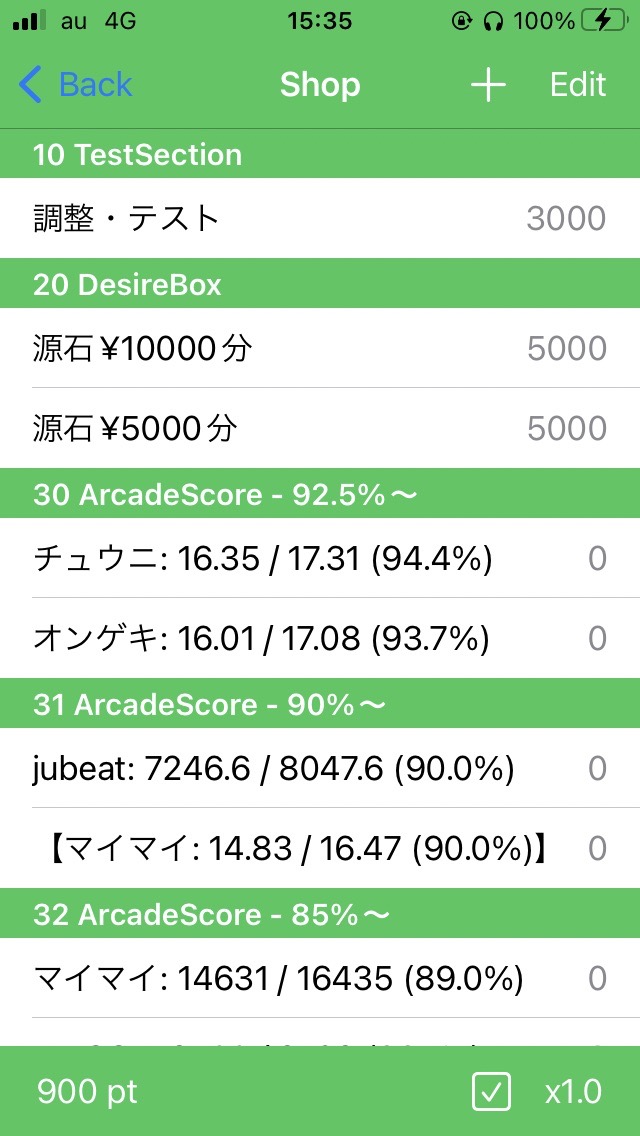 au 4G 15:35 100%
Back Shop + Edit
10 TestSection
調整・テスト 3000
20 DesireBox
源石¥10000分 5000
源石¥5000分 5000
30 ArcadeScore - 92.5%〜
チュウニ: 16.35 / 17.31 (94.4%) 0
オンゲキ: 16.01 / 17.08 (93.7%) 0
31 ArcadeScore - 90%〜
jubeat: 7246.6 / 8047.6 (90.0%) 0
【マイマイ: 14.83 / 16.47 (90.0%)】 0
32 ArcadeScore - 85%〜
マイマイ: 14631 / 16435 (89.0%) 0
900 pt x1.0